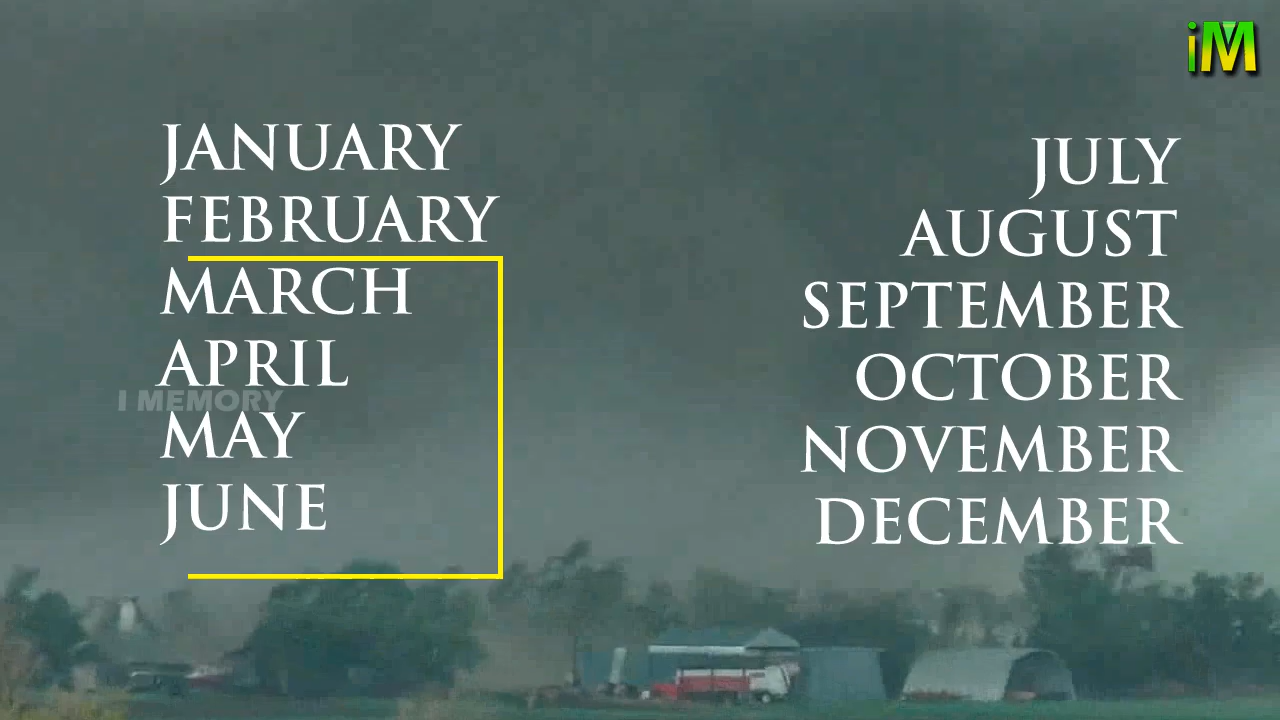 iM
JANUARY
FEBRUARY
MARCH
APRIL
I MEMORY
MAY
JUNE
JULY
AUGUST
SEPTEMBER
OCTOBER
NOVEMBER
DECEMBER